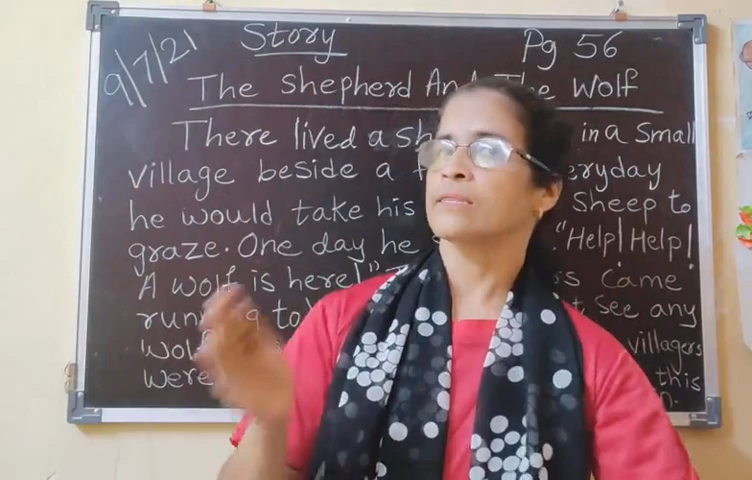 9/7/21
Story
Pg 56
The Shepherd And The Wolf
There lived a sh in a Small
village beside a eryday
he would take his Sheep to
graze. One day he "Help! Help!
A wolf is here!" came
to see any
villagers
were this